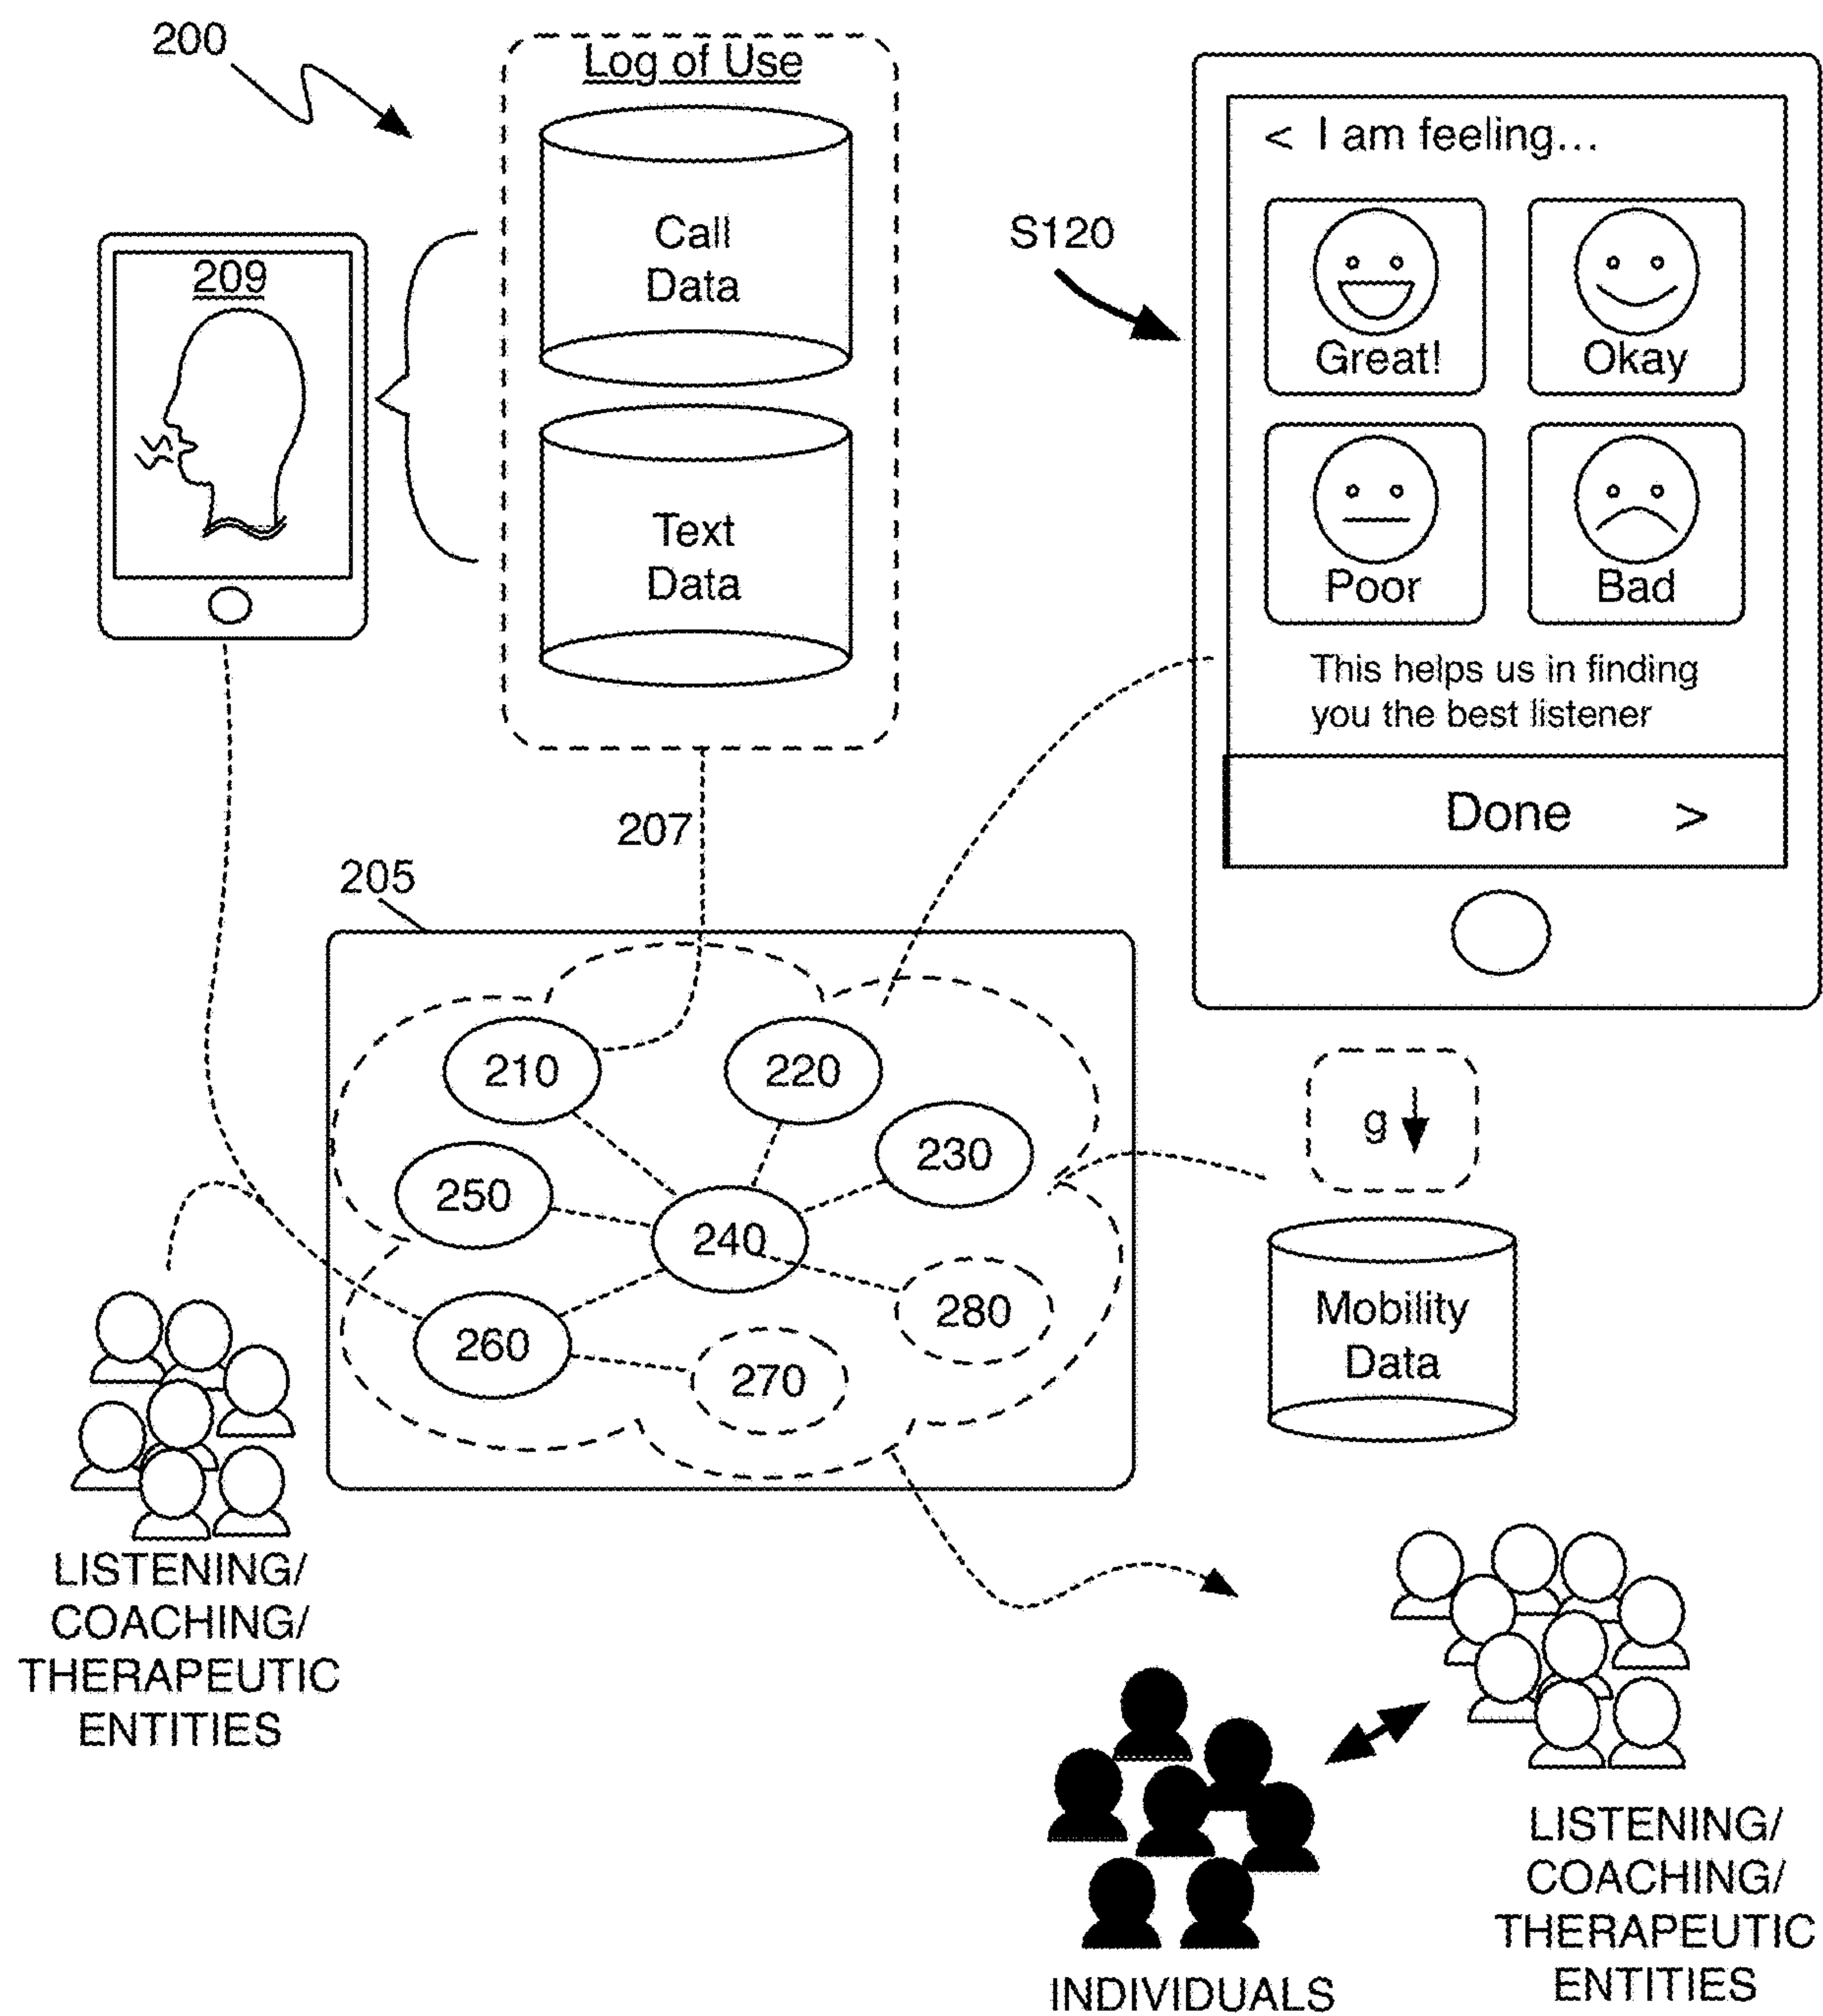 200
Log of Use
Call
Data
Text
Data
209
S120
< I am feeling...
Great!
Okay
Poor
Bad
This helps us in finding
you the best listener
Done >
207
205
210
220
230
250
240
280
260
270
g
Mobility
Data
LISTENING/
COACHING/
THERAPEUTIC
ENTITIES
INDIVIDUALS
LISTENING/
COACHING/
THERAPEUTIC
ENTITIES